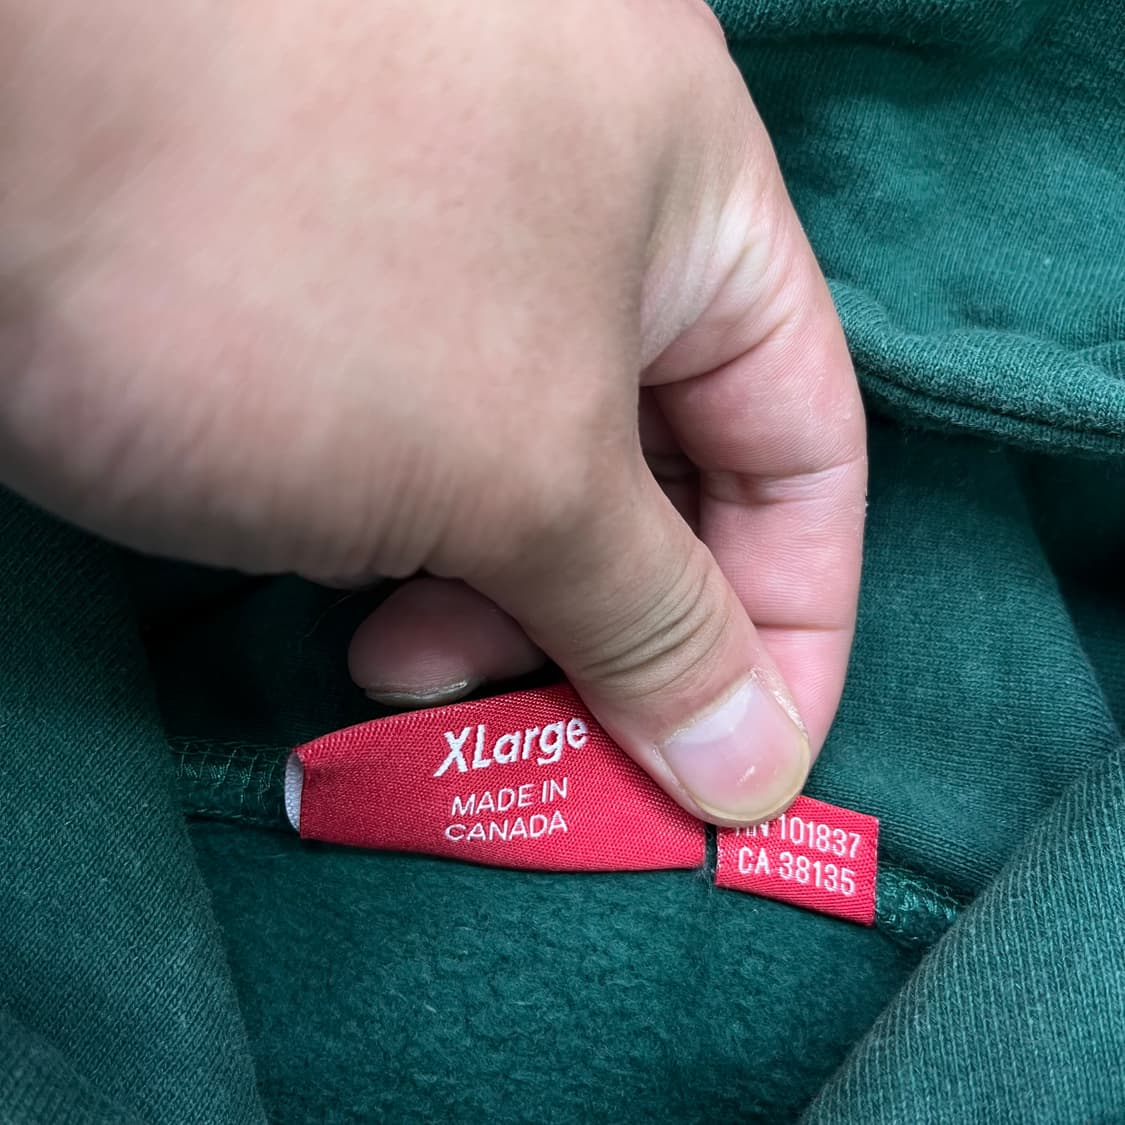 XLarge
MADE IN
CANADA
101837
CA 38135